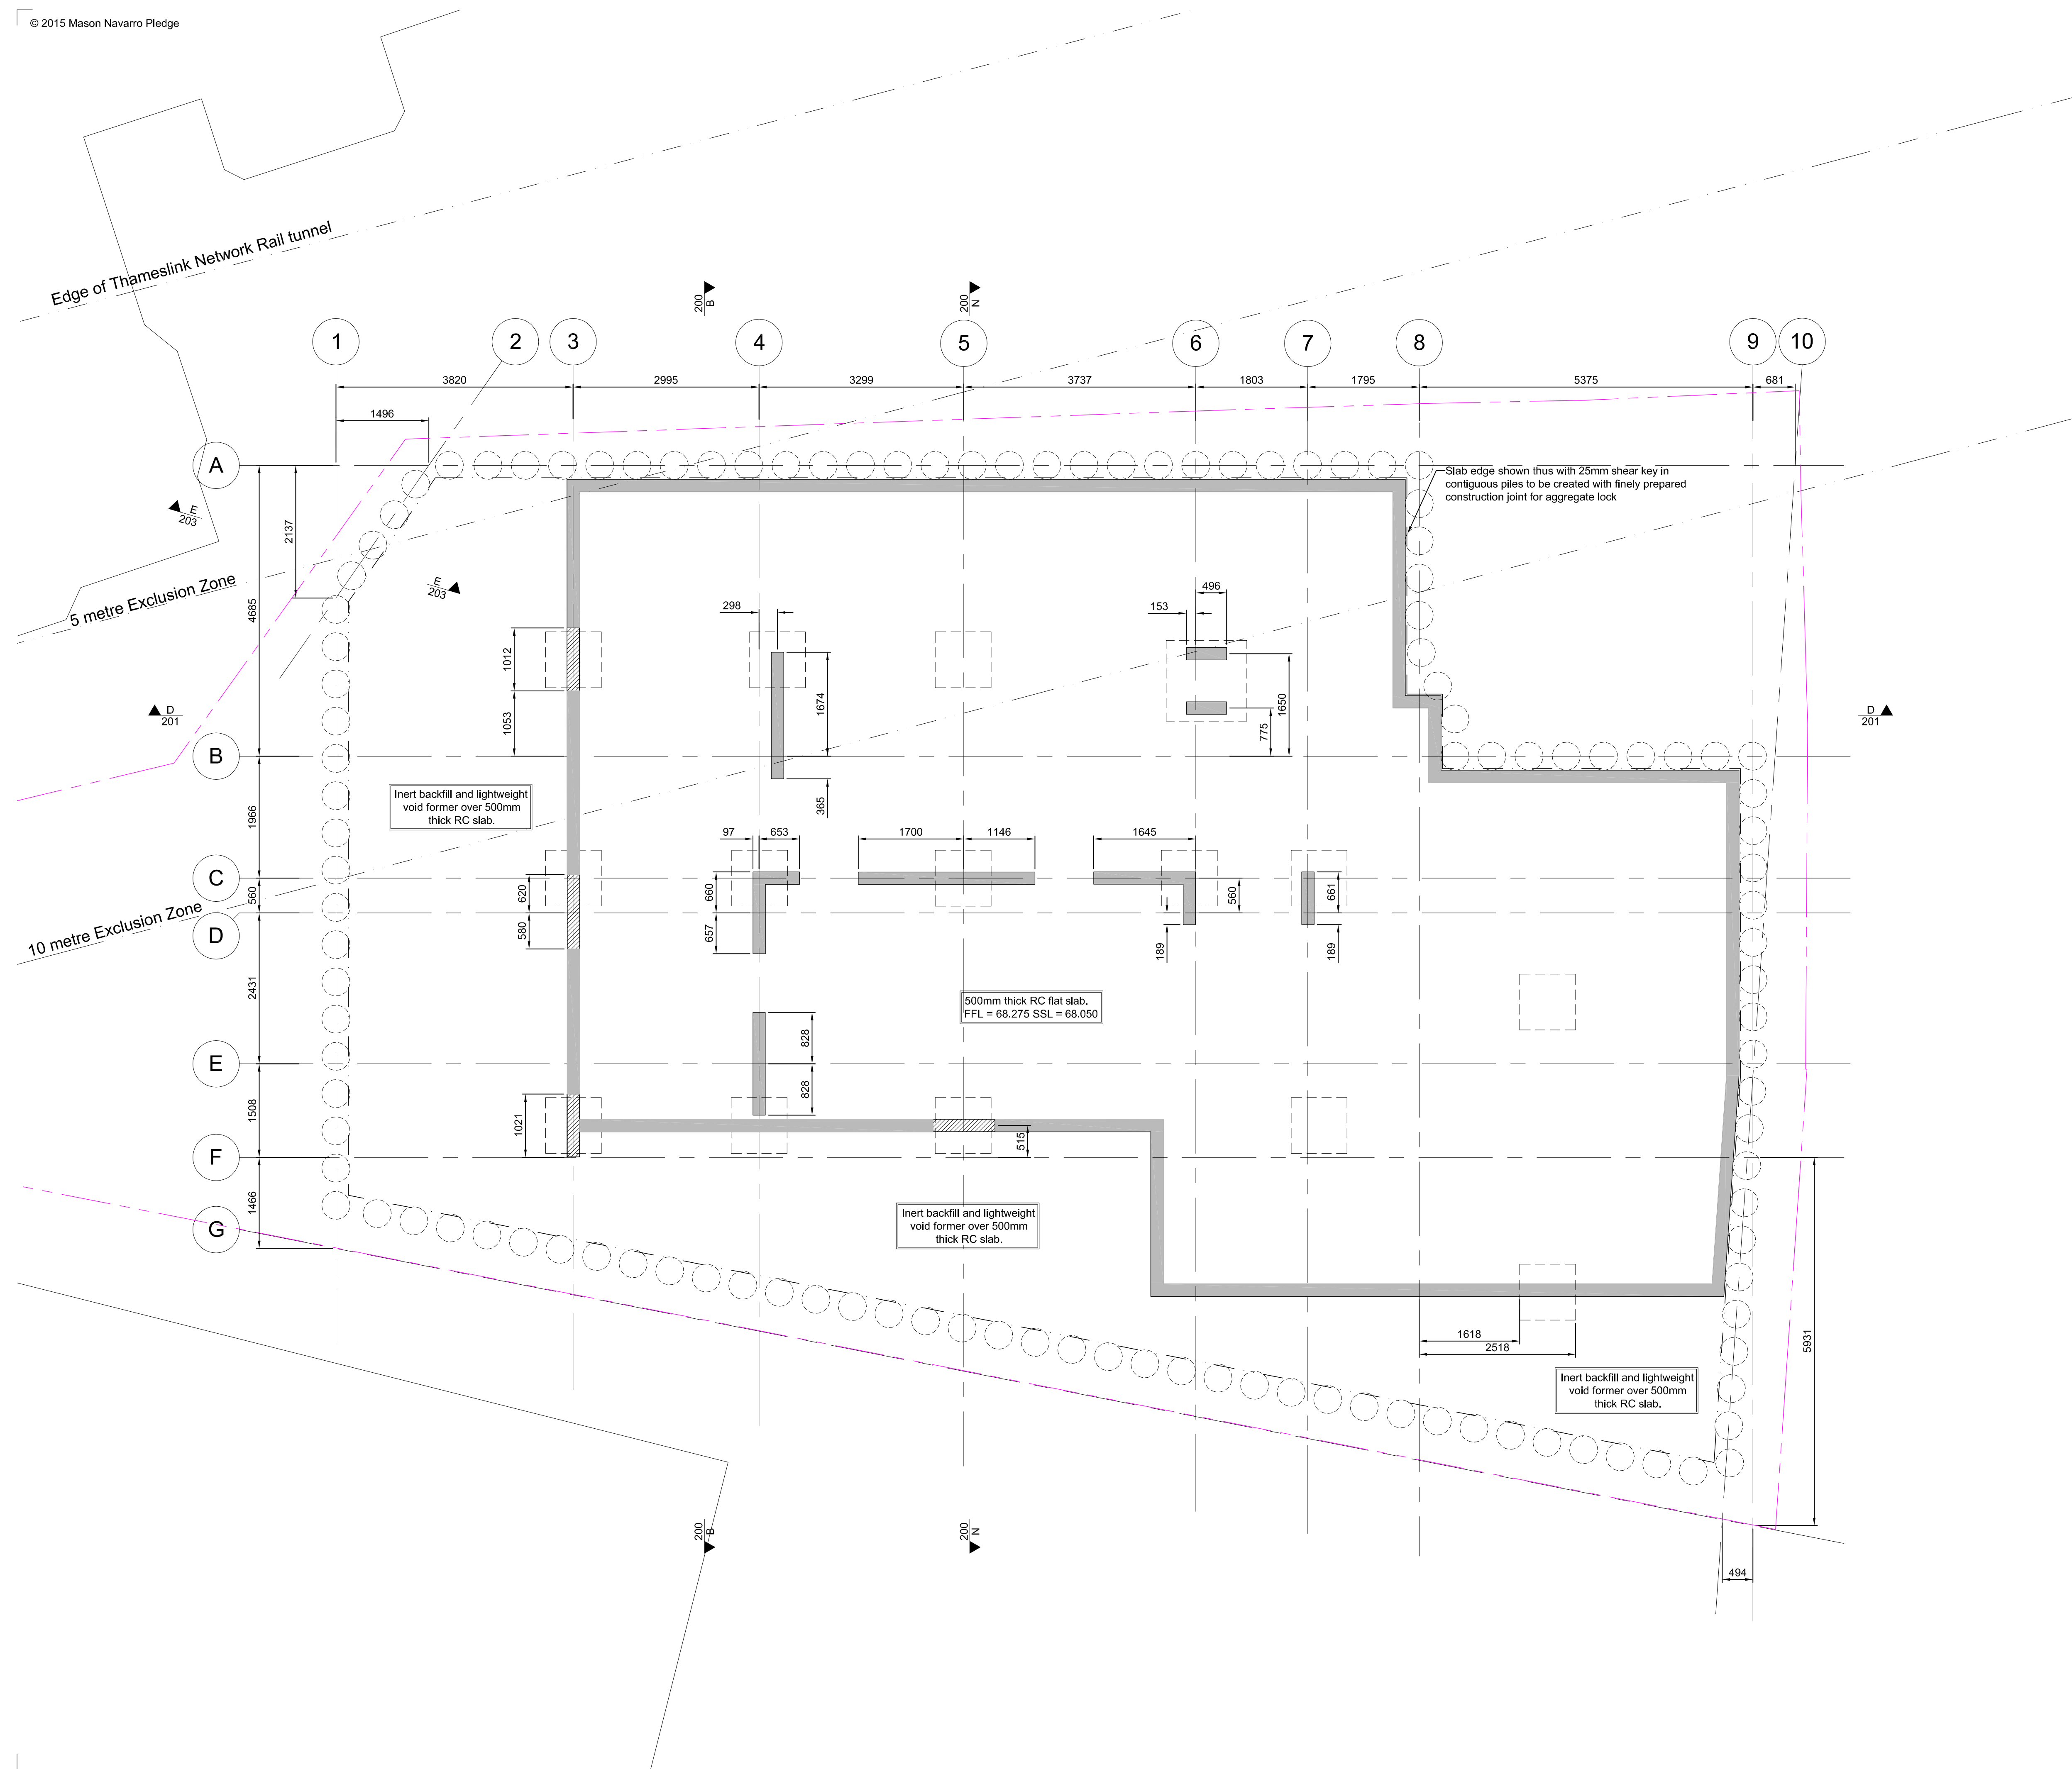 © 2015 Mason Navarro Pledge
Edge of Thameslink Network Rail tunnel
200
B
200
N
1
2
3
4
5
6
7
8
9
10
3820
2995
3299
3737
1803
1795
5375
681
1496
A
Slab edge shown thus with 25mm shear key in
contiguous piles to be created with finely prepared
construction joint for aggregate lock
E
203
2137
4685
5 metre Exclusion Zone
E
203
298
496
153
1012
1674
1650
1053
775
D
201
D
201
B
Inert backfill and lightweight
void former over 500mm
thick RC slab.
365
1966
97
653
1700
1146
1645
C
560
620
660
560
661
D
10 metre Exclusion Zone
580
657
189
189
2431
500mm thick RC flat slab.
FFL = 68.275 SSL = 68.050
828
E
828
1508
1021
515
F
1466
G
Inert backfill and lightweight
void former over 500mm
thick RC slab.
1618
2518
5931
Inert backfill and lightweight
void former over 500mm
thick RC slab.
200
B
200
N
494